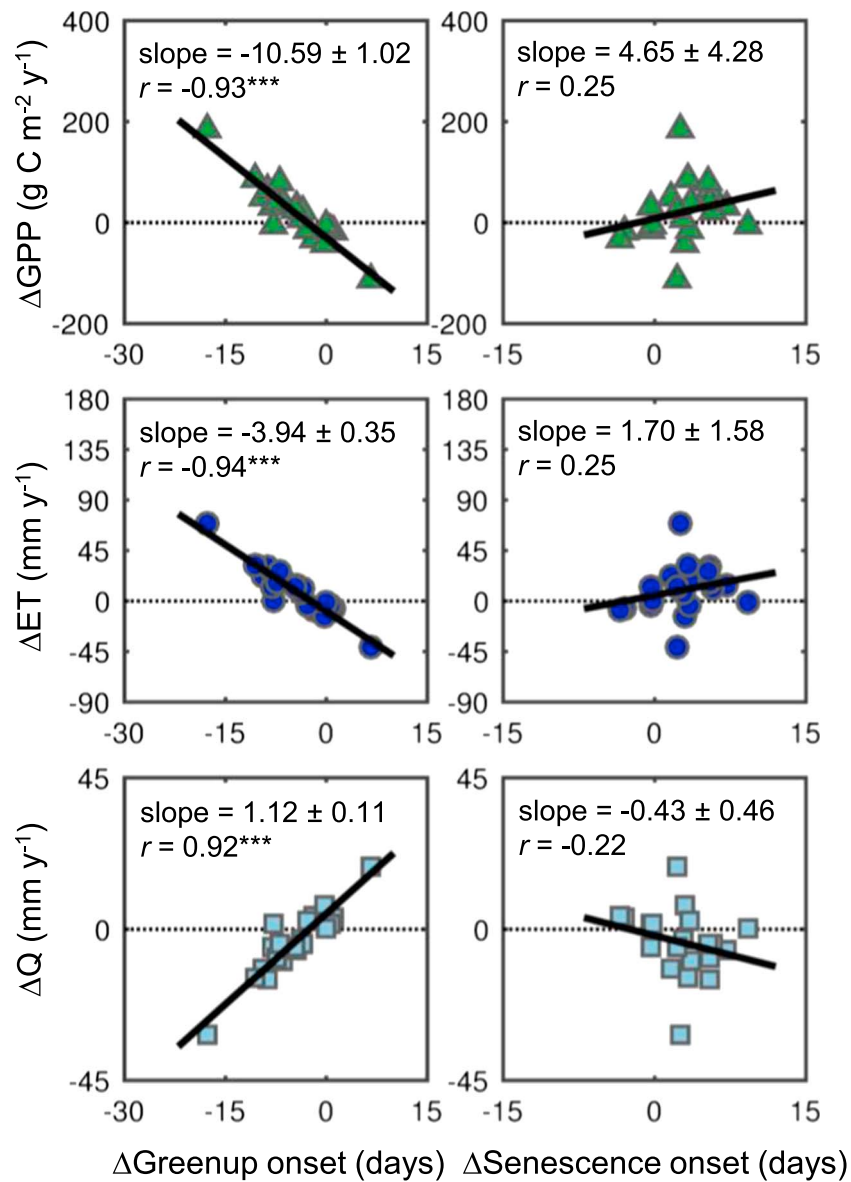 400
200
0
-200
ΔGPP (g C m⁻² y⁻¹)
slope = -10.59 ± 1.02
r = -0.93***
-30 -15 0 15
400
200
0
-200
slope = 4.65 ± 4.28
r = 0.25
-15 0 15
180
135
90
45
0
-45
-90
ΔET (mm y⁻¹)
slope = -3.94 ± 0.35
r = -0.94***
-30 -15 0 15
180
135
90
45
0
-45
-90
slope = 1.70 ± 1.58
r = 0.25
-15 0 15
45
0
-45
ΔQ (mm y⁻¹)
slope = 1.12 ± 0.11
r = 0.92***
-30 -15 0 15
45
0
-45
slope = -0.43 ± 0.46
r = -0.22
-15 0 15
ΔGreenup onset (days) ΔSenescence onset (days)